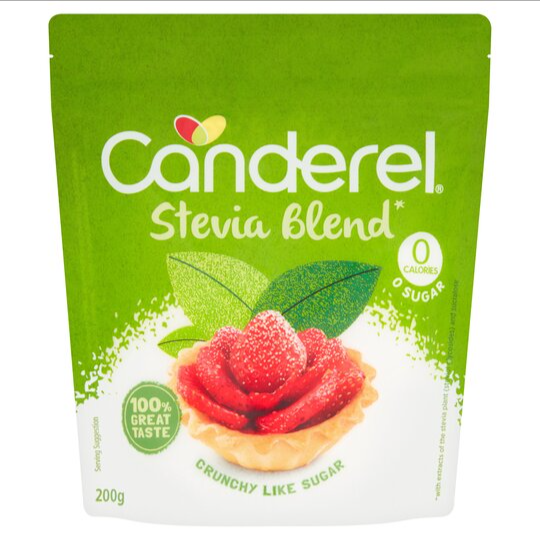 Canderel®
Stevia Blend*
0
CALORIES
0 SUGAR
100%
GREAT
TASTE
CRUNCHY LIKE SUGAR
Serving Suggestion
200g
*with extracts of the stevia plant